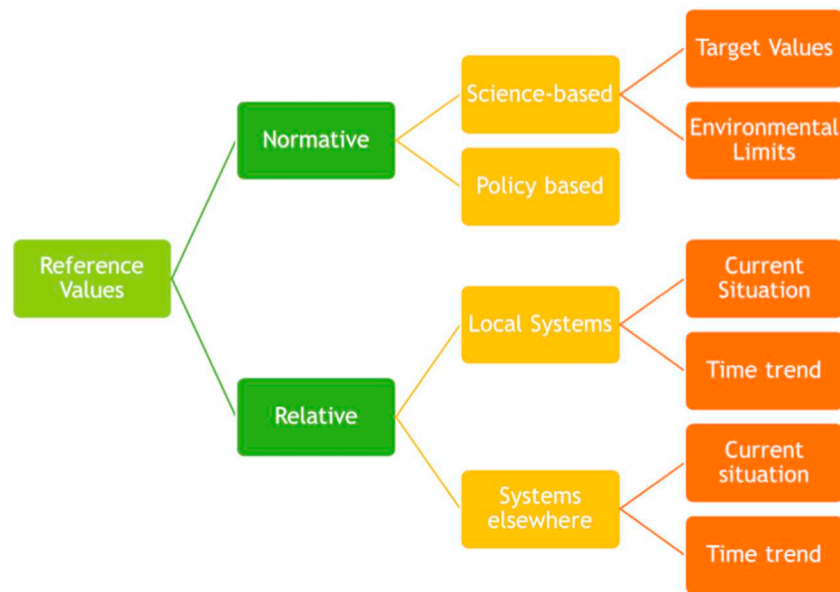 Target Values
Science-based
Environmental
Limits
Normative
Policy based
Reference
Values
Current
Situation
Local Systems
Time trend
Relative
Current
situation
Systems
elsewhere
Time trend